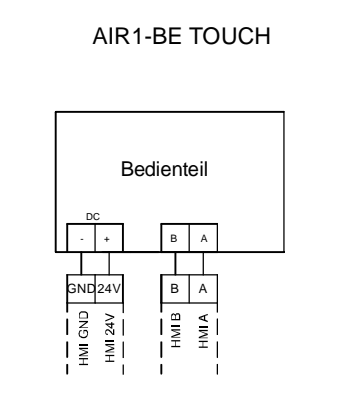 AIR1-BE TOUCH
Bedienteil
DC
- + B A
GND 24V B A
HMI GND
HMI 24V
HMI B
HMI A